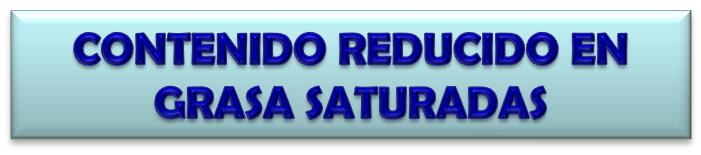 CONTENIDO REDUCIDO EN
GRASA SATURADAS